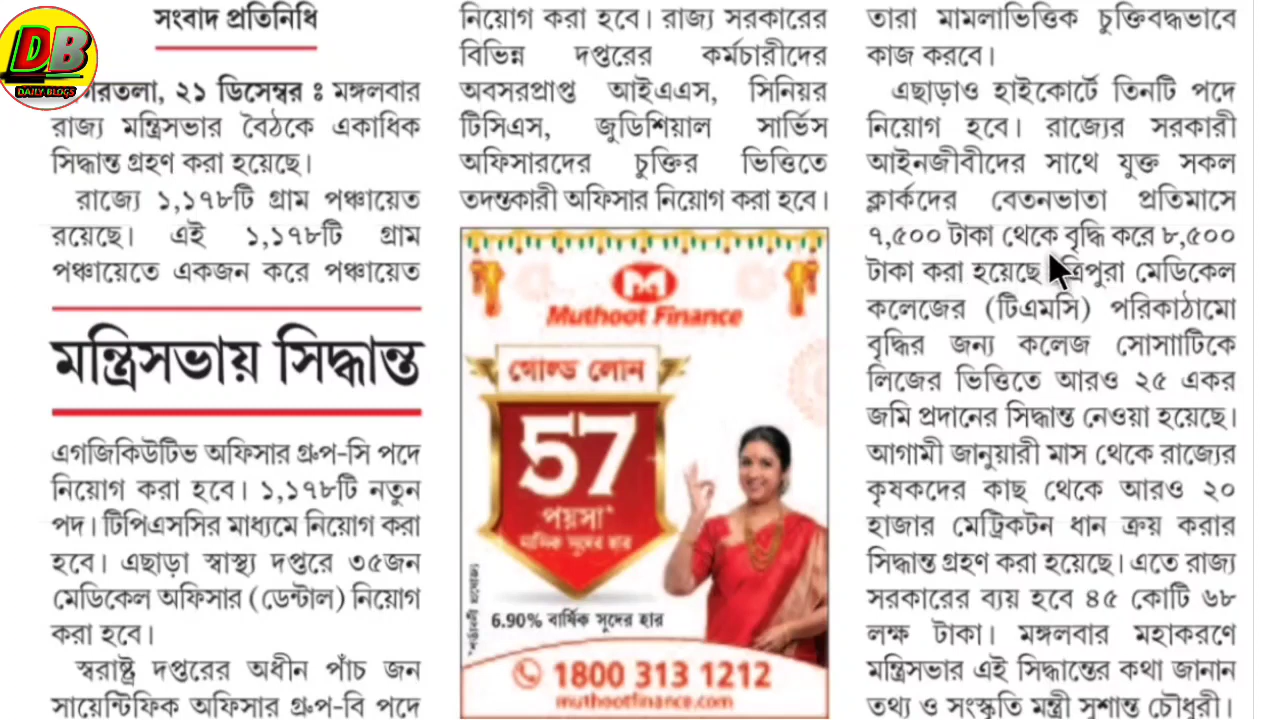 DB
DAILY BLOGS
সংবাদ প্রতিনিধি
২১ ডিসেম্বর ঃ মঙ্গলবার
রাজ্য মন্ত্রিসভার বৈঠকে একাধিক
সিদ্ধান্ত গ্রহণ করা হয়েছে।
রাজ্যে ১,১৭৮টি গ্রাম পঞ্চায়েত
রয়েছে। এই ১,১৭৮টি গ্রাম
পঞ্চায়েতে একজন করে পঞ্চায়েত
মন্ত্রিসভায় সিদ্ধান্ত
এগজিকিউটিভ অফিসার গ্রুপ-সি পদে
নিয়োগ করা হবে। ১,১৭৮টি নতুন
পদ। টিপিএসসির মাধ্যমে নিয়োগ করা
হবে। এছাড়া স্বাস্থ্য দপ্তরে ৩৫জন
মেডিকেল অফিসার (ডেন্টাল) নিয়োগ
করা হবে।
স্বরাষ্ট্র দপ্তরের অধীন পাঁচ জন
সায়েন্টিফিক অফিসার গ্রুপ-বি পদে
নিয়োগ করা হবে। রাজ্য সরকারের
বিভিন্ন দপ্তরের কর্মচারীদের
অবসরপ্রাপ্ত আইএএস, সিনিয়র
টিসিএস, জুডিশিয়াল সার্ভিস
অফিসারদের চুক্তির ভিত্তিতে
তদন্তকারী অফিসার নিয়োগ করা হবে।
Muthoot Finance
গোল্ড লোন
57
পয়সা*
মাসিক সুদের হার
6.90% বার্ষিক সুদের হার
1800 313 1212
muthootfinance.com
তারা মামলাভিত্তিক চুক্তিবদ্ধভাবে
কাজ করবে।
এছাড়াও হাইকোর্টে তিনটি পদে
নিয়োগ হবে। রাজ্যের সরকারী
আইনজীবীদের সাথে যুক্ত সকল
ক্লার্কদের বেতনভাতা প্রতিমাসে
৭,৫০০ টাকা থেকে বৃদ্ধি করে ৮,৫০০
টাকা করা হয়েছে ত্রিপুরা মেডিকেল
কলেজের (টিএমসি) পরিকাঠামো
বৃদ্ধির জন্য কলেজ সোসাাটিকে
লিজের ভিত্তিতে আরও ২৫ একর
জমি প্রদানের সিদ্ধান্ত নেওয়া হয়েছে।
আগামী জানুয়ারী মাস থেকে রাজ্যের
কৃষকদের কাছ থেকে আরও ২০
হাজার মেট্রিকটন ধান ক্রয় করার
সিদ্ধান্ত গ্রহণ করা হয়েছে। এতে রাজ্য
সরকারের ব্যয় হবে ৪৫ কোটি ৬৮
লক্ষ টাকা। মঙ্গলবার মহাকরণে
মন্ত্রিসভার এই সিদ্ধান্তের কথা জানান
তথ্য ও সংস্কৃতি মন্ত্রী সুশান্ত চৌধুরী।